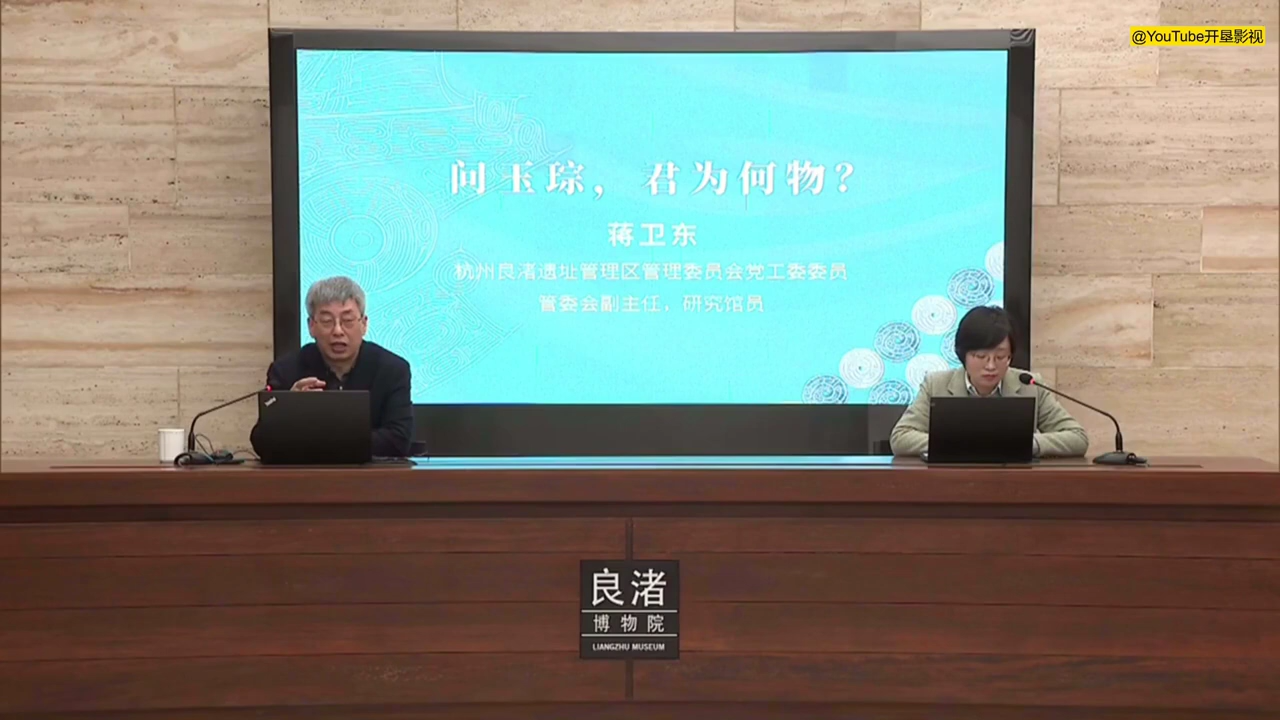 @YouTube开垦影视
问玉琮，君为何物？
蒋卫东
杭州良渚遗址管理区管理委员会党工委委员
管委会副主任，研究馆员
良渚
博物院
LIANGZHU MUSEUM